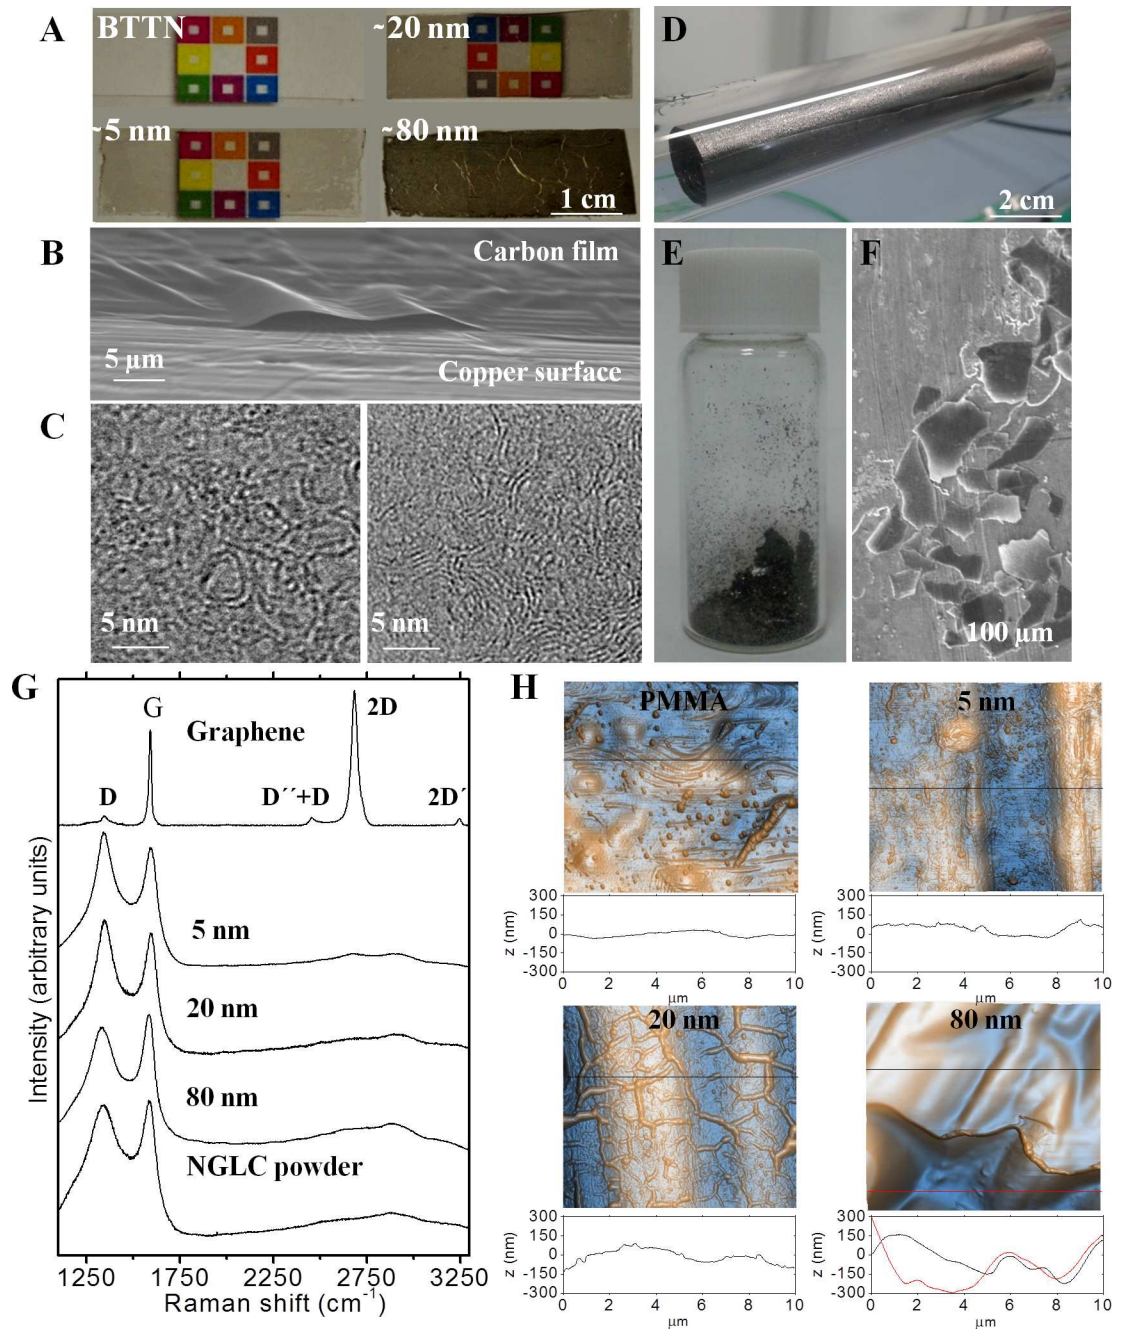 A
BTTN
~20 nm
~5 nm
~80 nm
1 cm
D
2 cm
B
Carbon film
5 µm
Copper surface
E
F
100 µm
C
5 nm
5 nm
G
G
2D
Graphene
D
D´´+D
2D´
5 nm
20 nm
80 nm
NGLC powder
Intensity (arbitrary units)
1250 1750 2250 2750 3250
Raman shift (cm-1)
H
PMMA
300
150
0
-150
-300
z (nm)
0 2 4 6 8 10
µm
5 nm
300
150
0
-150
-300
z (nm)
0 2 4 6 8 10
µm
20 nm
300
150
0
-150
-300
z (nm)
0 2 4 6 8 10
µm
80 nm
300
150
0
-150
-300
z (nm)
0 2 4 6 8 10
µm